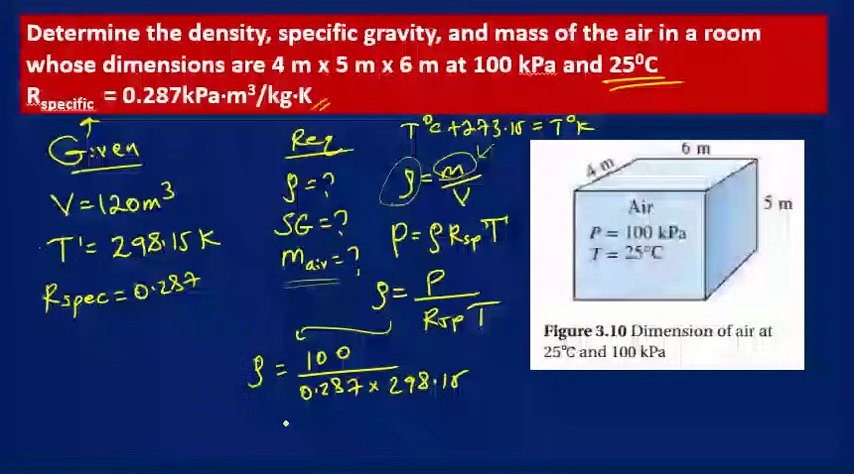 Determine the density, specific gravity, and mass of the air in a room
whose dimensions are 4 m x 5 m x 6 m at 100 kPa and 25⁰C
Rspecific = 0.287kPa·m³/kg·K
Given
V=120m³
T = 298.15 K
Rspec = 0.287
Req
ρ=?
SG=?
mair=?
T°C+273.15=T°K
ρ=m/V
P=ρRspT
ρ=P/RspT
ρ = 100/0.287 x 298.15
6 m
4 m
5 m
Air
P = 100 kPa
T = 25°C
Figure 3.10 Dimension of air at
25°C and 100 kPa